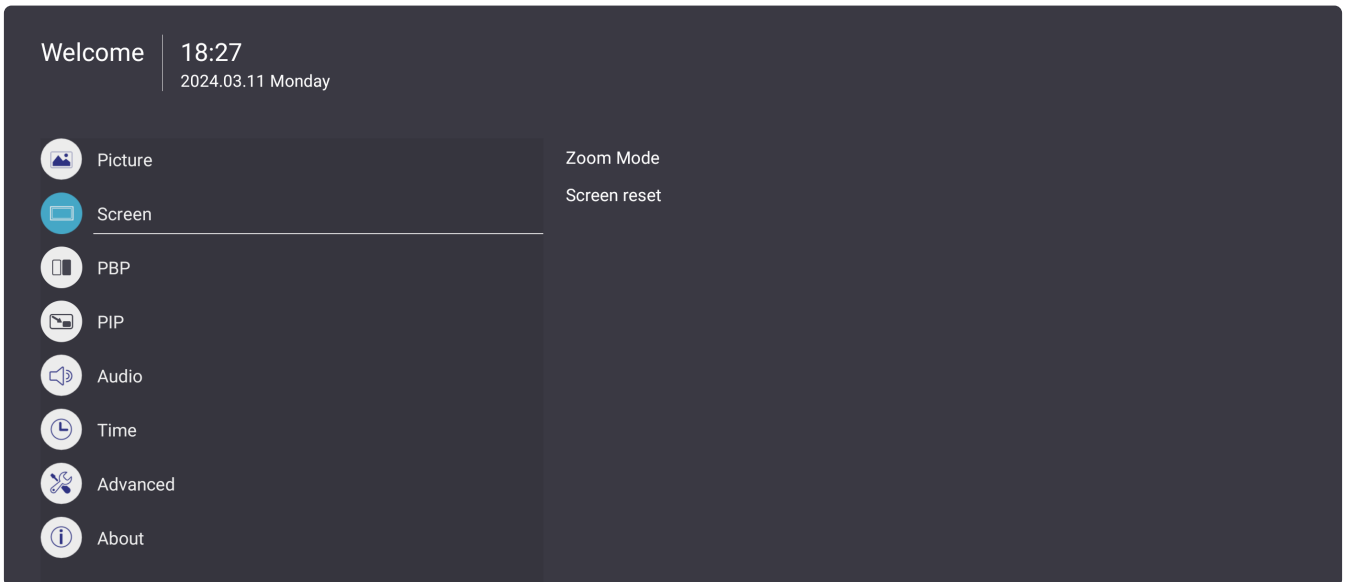 Welcome
18:27
2024.03.11 Monday
Picture
Screen
PBP
PIP
Audio
Time
Advanced
About
Zoom Mode
Screen reset